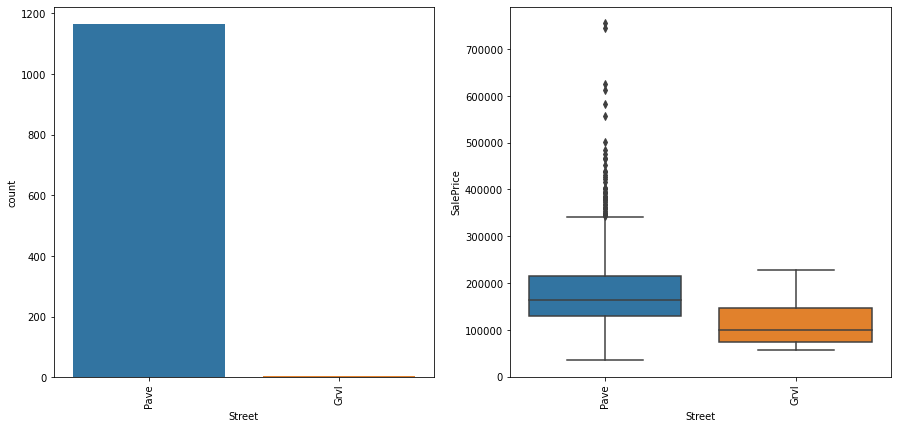 1200
1000
800
600
400
200
0
count
Pave
Grvl
Street
700000
600000
500000
400000
300000
200000
100000
0
SalePrice
Pave
Grvl
Street